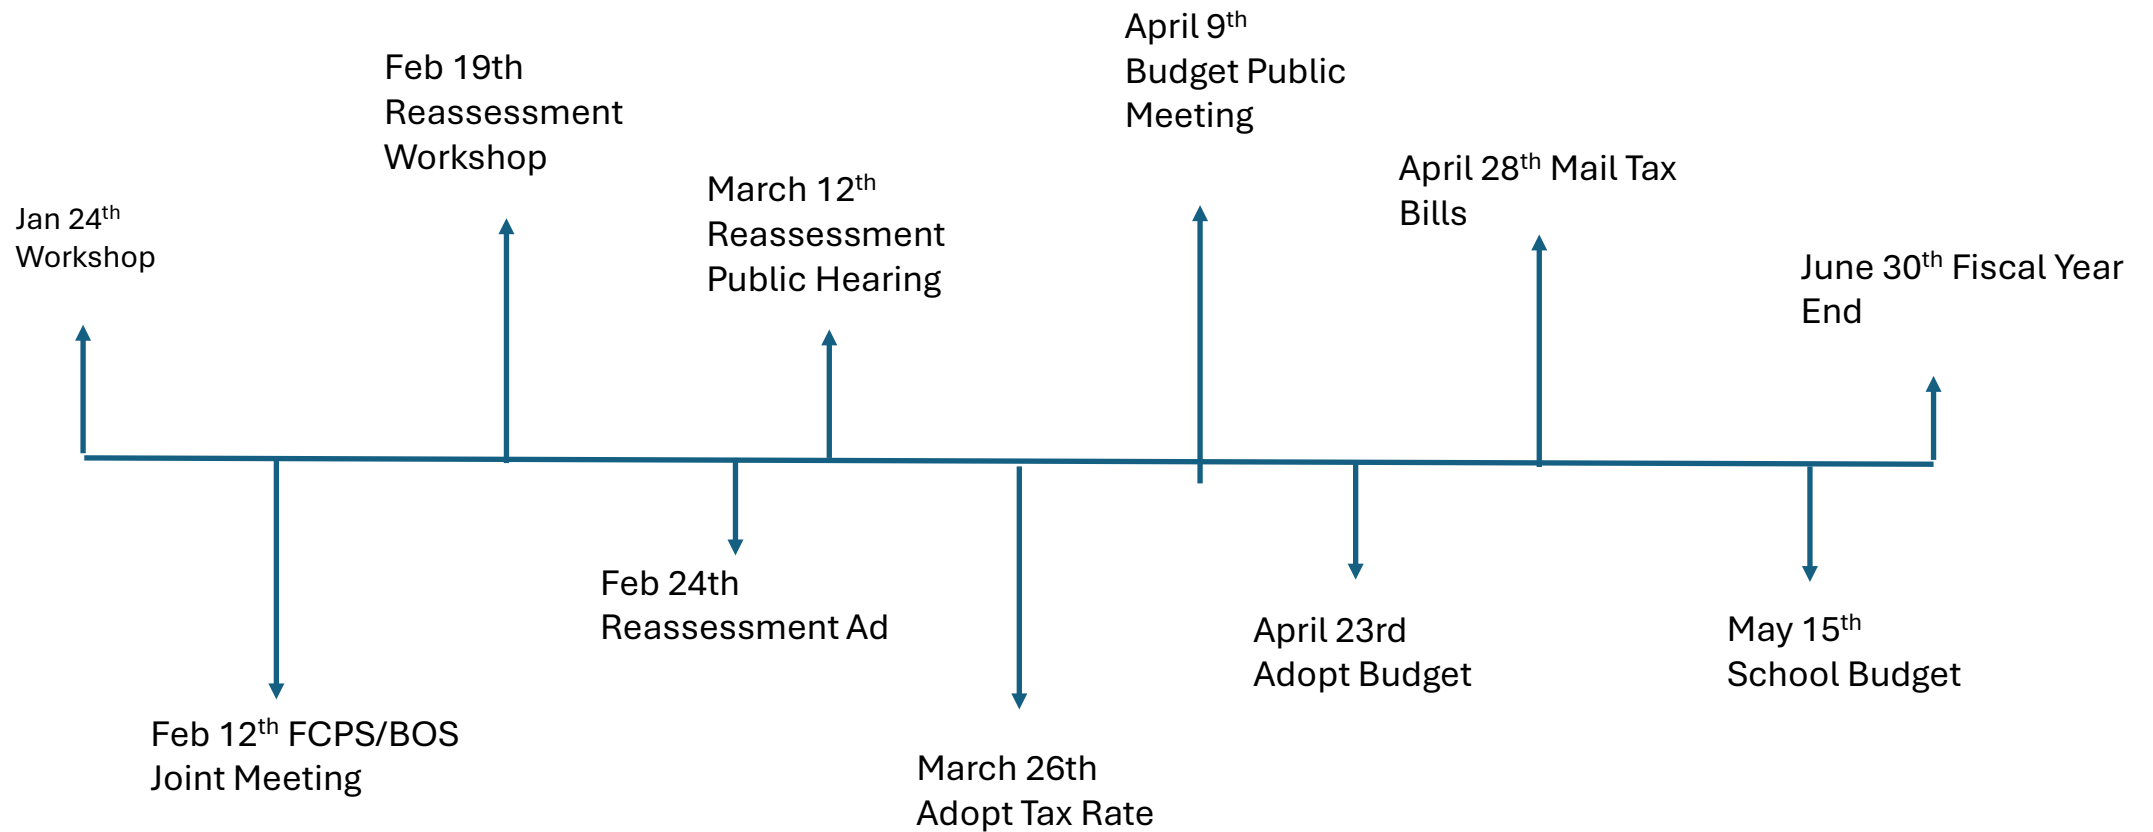 Jan 24th
Workshop
Feb 12th FCPS/BOS
Joint Meeting
Feb 19th
Reassessment
Workshop
Feb 24th
Reassessment Ad
March 12th
Reassessment
Public Hearing
March 26th
Adopt Tax Rate
April 9th
Budget Public
Meeting
April 23rd
Adopt Budget
April 28th Mail Tax
Bills
May 15th
School Budget
June 30th Fiscal Year
End